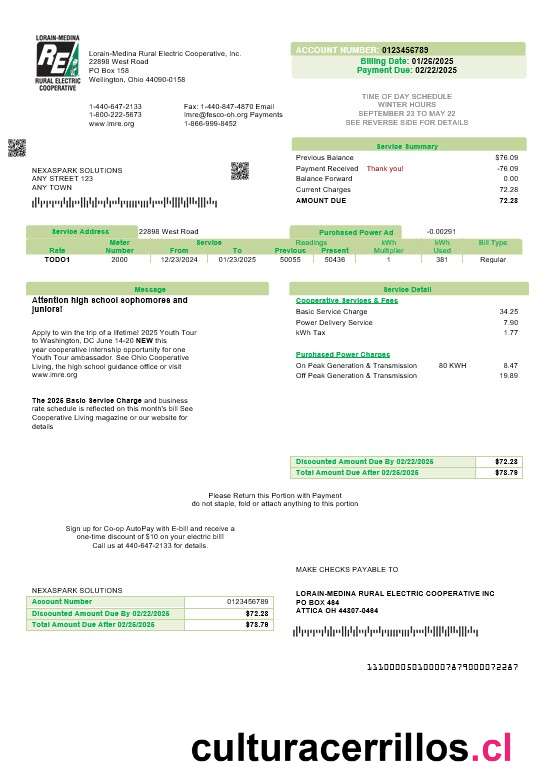 LORAIN-MEDINA
RE
RURAL ELECTRIC
COOPERATIVE
Lorain-Medina Rural Electric Cooperative, Inc.
22898 West Road
PO Box 158
Wellington, Ohio 44090-0158
1-440-647-2133 Fax: 1-440-847-4870 Email
1-800-222-5673 lmre@fesco-oh.org Payments
www.lmre.org 1-866-999-8452
ACCOUNT NUMBER: 0123456789
Billing Date: 01/26/2025
Payment Due: 02/22/2025
TIME OF DAY SCHEDULE
WINTER HOURS
SEPTEMBER 23 TO MAY 22
SEE REVERSE SIDE FOR DETAILS
NEXASPARK SOLUTIONS
ANY STREET 123
ANY TOWN
Service Summary
Previous Balance $76.09
Payment Received Thank you! -76.09
Balance Forward 0.00
Current Charges 72.28
AMOUNT DUE 72.28
Service Address 22898 West Road Purchased Power Ad -0.00291
Meter Service Readings kWh kWh Bill Type
Rate Number From To Previous Present Multiplier Used
TODO1 2000 12/23/2024 01/23/2025 50055 50436 1 381 Regular
Message
Attention high school sophomores and
juniors!
Apply to win the trip of a lifetime! 2025 Youth Tour
to Washington, DC June 14-20 NEW this
year cooperative internship opportunity for one
Youth Tour ambassador. See Ohio Cooperative
Living, the high school guidance office or visit
www.lmre.org
The 2025 Basic Service Charge and business
rate schedule is reflected on this month's bill See
Cooperative Living magazine or our website for
details
Service Detail
Cooperative Services & Fees
Basic Service Charge 34.25
Power Delivery Service 7.90
kWh Tax 1.77
Purchased Power Charges
On Peak Generation & Transmission 80 KWH 8.47
Off Peak Generation & Transmission 19.89
Discounted Amount Due By 02/22/2025 $72.28
Total Amount Due After 02/25/2025 $78.79
Please Return this Portion with Payment
do not staple, fold or attach anything to this portion
Sign up for Co-op AutoPay with E-bill and receive a
one-time discount of $10 on your electric bill!
Call us at 440-647-2133 for details.
MAKE CHECKS PAYABLE TO
NEXASPARK SOLUTIONS
Account Number 0123456789
Discounted Amount Due By 02/22/2025 $72.28
Total Amount Due After 02/25/2025 $78.79
LORAIN-MEDINA RURAL ELECTRIC COOPERATIVE INC
PO BOX 484
ATTICA OH 44807-0484
111000050100007879000072287
culturacerrillos.cl